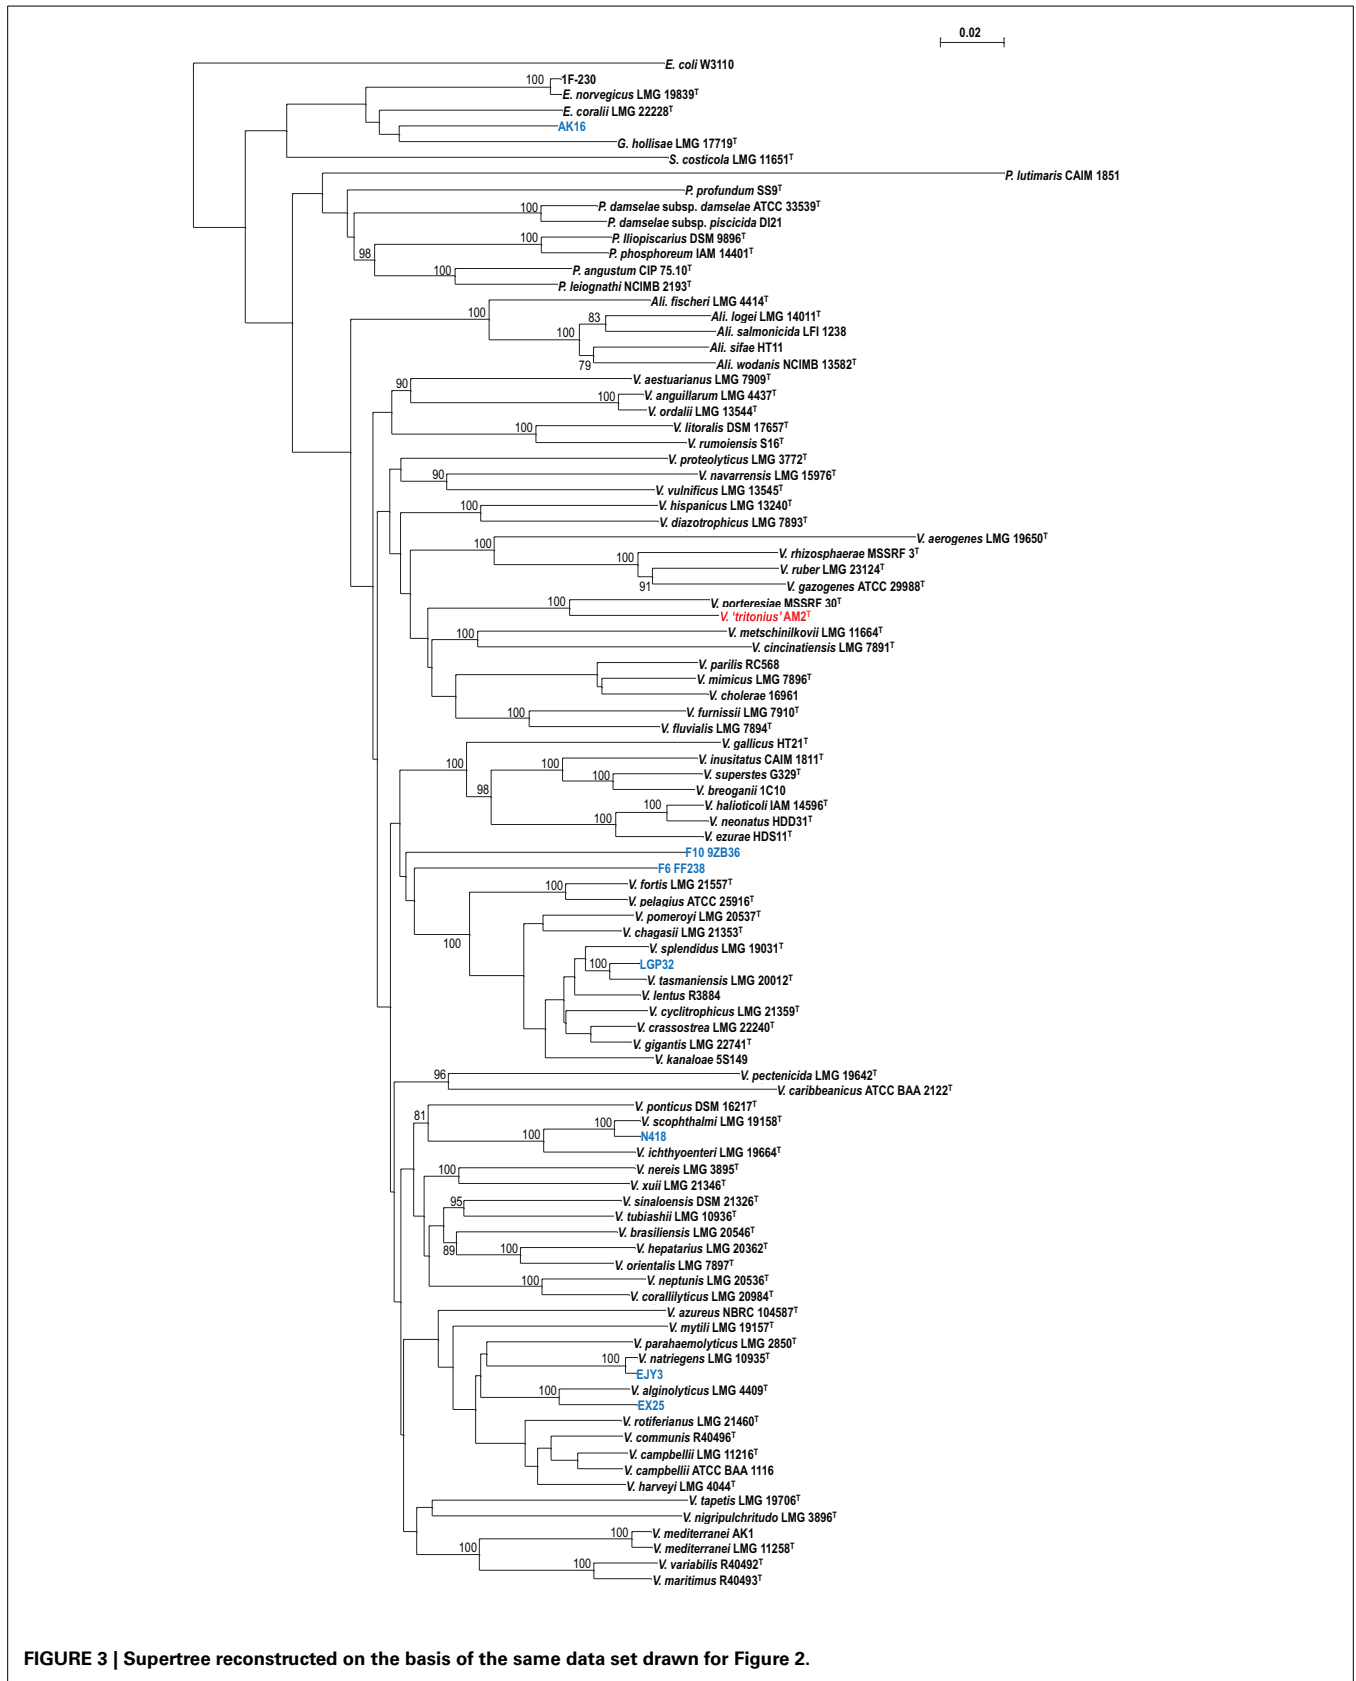 0.02
E. coli W3110
100
1F-230
E. norvegicus LMG 19839ᵀ
E. coralii LMG 22228ᵀ
AK16
G. hollisae LMG 17719ᵀ
S. costicola LMG 11651ᵀ
P. lutimaris CAIM 1851
P. profundum SS9ᵀ
100
P. damselae subsp. damselae ATCC 33539ᵀ
P. damselae subsp. piscicida DI21
100
P. lliopiscarius DSM 9896ᵀ
98
P. phosphoreum IAM 14401ᵀ
100
P. angustum CIP 75.10ᵀ
P. leiognathi NCIMB 2193ᵀ
100
Ali. fischeri LMG 4414ᵀ
83
Ali. logei LMG 14011ᵀ
100
Ali. salmonicida LFI 1238
Ali. sifae HT11
79
Ali. wodanis NCIMB 13582ᵀ
90
V. aestuarianus LMG 7909ᵀ
100
V. anguillarum LMG 4437ᵀ
V. ordalii LMG 13544ᵀ
100
V. litoralis DSM 17657ᵀ
V. rumoiensis S16ᵀ
V. proteolyticus LMG 3772ᵀ
90
V. navarrensis LMG 15976ᵀ
V. vulnificus LMG 13545ᵀ
100
V. hispanicus LMG 13240ᵀ
V. diazotrophicus LMG 7893ᵀ
100
V. aerogenes LMG 19650ᵀ
100
V. rhizosphaerae MSSRF 3ᵀ
V. ruber LMG 23124ᵀ
91
V. gazogenes ATCC 29988ᵀ
100
V. porteresiae MSSRF 30ᵀ
V. 'tritonius' AM2ᵀ
100
V. metschinilkovii LMG 11664ᵀ
V. cincinatiensis LMG 7891ᵀ
V. parilis RC568
V. mimicus LMG 7896ᵀ
V. cholerae 16961
100
V. furnissii LMG 7910ᵀ
V. fluvialis LMG 7894ᵀ
V. gallicus HT21ᵀ
100
100
V. inusitatus CAIM 1811ᵀ
100
V. superstes G329ᵀ
98
V. breoganii 1C10
100
V. halioticoli IAM 14596ᵀ
100
V. neonatus HDD31ᵀ
V. ezurae HDS11ᵀ
F10 9ZB36
F6 FF238
100
V. fortis LMG 21557ᵀ
V. pelagius ATCC 25916ᵀ
V. pomeroyi LMG 20537ᵀ
V. chagasii LMG 21353ᵀ
100
V. splendidus LMG 19031ᵀ
100
LGP32
V. tasmaniensis LMG 20012ᵀ
V. lentus R3884
V. cyclitrophicus LMG 21359ᵀ
V. crassostrea LMG 22240ᵀ
V. gigantis LMG 22741ᵀ
V. kanaloae 5S149
96
V. pectenicida LMG 19642ᵀ
V. caribbeanicus ATCC BAA 2122ᵀ
81
V. ponticus DSM 16217ᵀ
100
V. scophthalmi LMG 19158ᵀ
100
N418
V. ichthyoenteri LMG 19664ᵀ
100
V. nereis LMG 3895ᵀ
V. xuii LMG 21346ᵀ
95
V. sinaloensis DSM 21326ᵀ
V. tubiashii LMG 10936ᵀ
V. brasiliensis LMG 20546ᵀ
89
100
V. hepatarius LMG 20362ᵀ
V. orientalis LMG 7897ᵀ
100
V. neptunis LMG 20536ᵀ
V. corallilyticus LMG 20984ᵀ
V. azureus NBRC 104587ᵀ
V. mytili LMG 19157ᵀ
V. parahaemolyticus LMG 2850ᵀ
100
V. natriegens LMG 10935ᵀ
EJY3
100
V. alginolyticus LMG 4409ᵀ
EX25
V. rotiferianus LMG 21460ᵀ
V. communis R40496ᵀ
V. campbellii LMG 11216ᵀ
V. campbellii ATCC BAA 1116
V. harveyi LMG 4044ᵀ
V. tapetis LMG 19706ᵀ
V. nigripulchritudo LMG 3896ᵀ
100
V. mediterranei AK1
100
V. mediterranei LMG 11258ᵀ
100
V. variabilis R40492ᵀ
V. maritimus R40493ᵀ
FIGURE 3 | Supertree reconstructed on the basis of the same data set drawn for Figure 2.